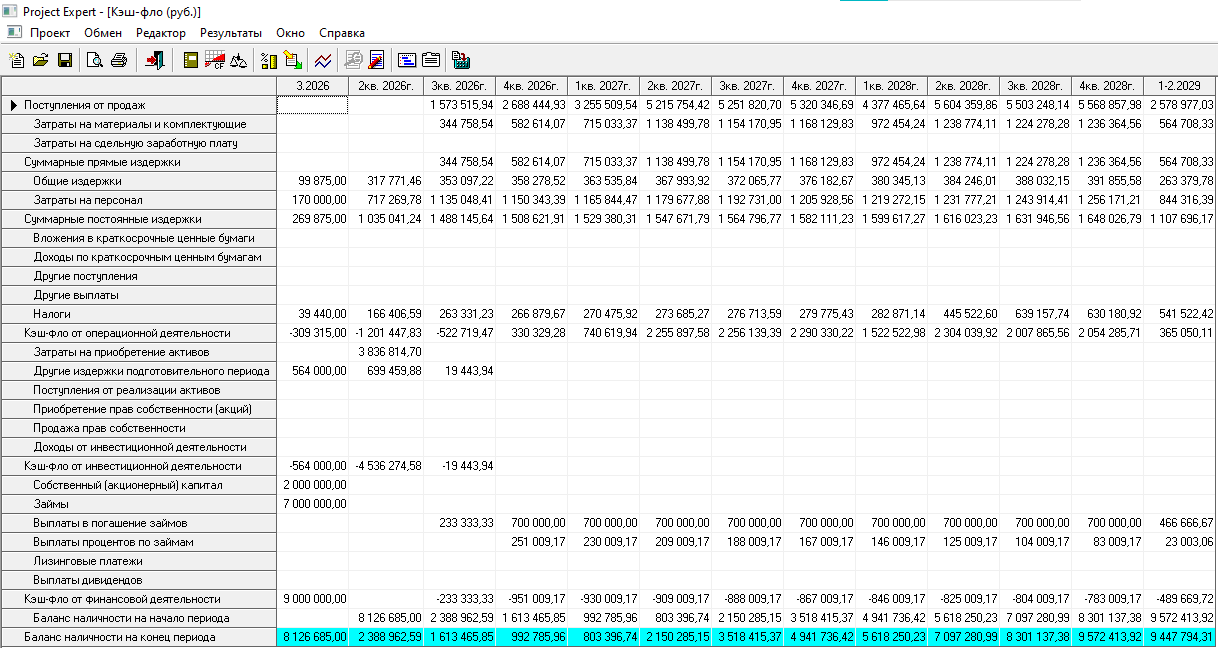 Project Expert - [Кэш-фло (руб.)]
Проект Обмен Редактор Результаты Окно Справка
3.2026 2кв. 2026г. 3кв. 2026г. 4кв. 2026г. 1кв. 2027г. 2кв. 2027г. 3кв. 2027г. 4кв. 2027г. 1кв. 2028г. 2кв. 2028г. 3кв. 2028г. 4кв. 2028г. 1-2.2029
Поступления от продаж 1 573 515,94 2 688 444,93 3 255 509,54 5 215 754,42 5 251 820,70 5 320 346,69 4 377 465,64 5 604 359,86 5 503 248,14 5 568 857,98 2 578 977,03
Затраты на материалы и комплектующие 344 758,54 582 614,07 715 033,37 1 138 499,78 1 154 170,95 1 168 129,83 972 454,24 1 238 774,11 1 224 278,28 1 236 364,56 564 708,33
Затраты на сдельную заработную плату
Суммарные прямые издержки 344 758,54 582 614,07 715 033,37 1 138 499,78 1 154 170,95 1 168 129,83 972 454,24 1 238 774,11 1 224 278,28 1 236 364,56 564 708,33
Общие издержки 99 875,00 317 771,46 353 097,22 358 278,52 363 535,84 367 993,92 372 065,77 376 182,67 380 345,13 384 246,01 388 032,15 391 855,58 263 379,78
Затраты на персонал 170 000,00 717 269,78 1 135 048,41 1 150 343,39 1 165 844,47 1 179 677,88 1 192 731,00 1 205 928,56 1 219 272,15 1 231 777,21 1 243 914,41 1 256 171,21 844 316,39
Суммарные постоянные издержки 269 875,00 1 035 041,24 1 488 145,64 1 508 621,91 1 529 380,31 1 547 671,79 1 564 796,77 1 582 111,23 1 599 617,27 1 616 023,23 1 631 946,56 1 648 026,79 1 107 696,17
Вложения в краткосрочные ценные бумаги
Доходы по краткосрочным ценным бумагам
Другие поступления
Другие выплаты
Налоги 39 440,00 166 406,59 263 331,23 266 879,67 270 475,92 273 685,27 276 713,59 279 775,43 282 871,14 445 522,60 639 157,74 630 180,92 541 522,42
Кэш-фло от операционной деятельности -309 315,00 -1 201 447,83 -522 719,47 330 329,28 740 619,94 2 255 897,58 2 256 139,39 2 290 330,22 1 522 522,98 2 304 039,92 2 007 865,56 2 054 285,71 365 050,11
Затраты на приобретение активов 3 836 814,70
Другие издержки подготовительного периода 564 000,00 699 459,88 19 443,94
Поступления от реализации активов
Приобретение прав собственности (акций)
Продажа прав собственности
Доходы от инвестиционной деятельности
Кэш-фло от инвестиционной деятельности -564 000,00 -4 536 274,58 -19 443,94
Собственный (акционерный) капитал 2 000 000,00
Займы 7 000 000,00
Выплаты в погашение займов 233 333,33 700 000,00 700 000,00 700 000,00 700 000,00 700 000,00 700 000,00 700 000,00 700 000,00 700 000,00 466 666,67
Выплаты процентов по займам 251 009,17 230 009,17 209 009,17 188 009,17 167 009,17 146 009,17 125 009,17 104 009,17 83 009,17 23 003,06
Лизинговые платежи
Выплаты дивидендов
Кэш-фло от финансовой деятельности 9 000 000,00 -233 333,33 -951 009,17 -930 009,17 -909 009,17 -888 009,17 -867 009,17 -846 009,17 -825 009,17 -804 009,17 -783 009,17 -489 669,72
Баланс наличности на начало периода 8 126 685,00 2 388 962,59 1 613 465,85 992 785,96 803 396,74 2 150 285,15 3 518 415,37 4 941 736,42 5 618 250,23 7 097 280,99 8 301 137,38 9 572 413,92
Баланс наличности на конец периода 8 126 685,00 2 388 962,59 1 613 465,85 992 785,96 803 396,74 2 150 285,15 3 518 415,37 4 941 736,42 5 618 250,23 7 097 280,99 8 301 137,38 9 572 413,92 9 447 794,31